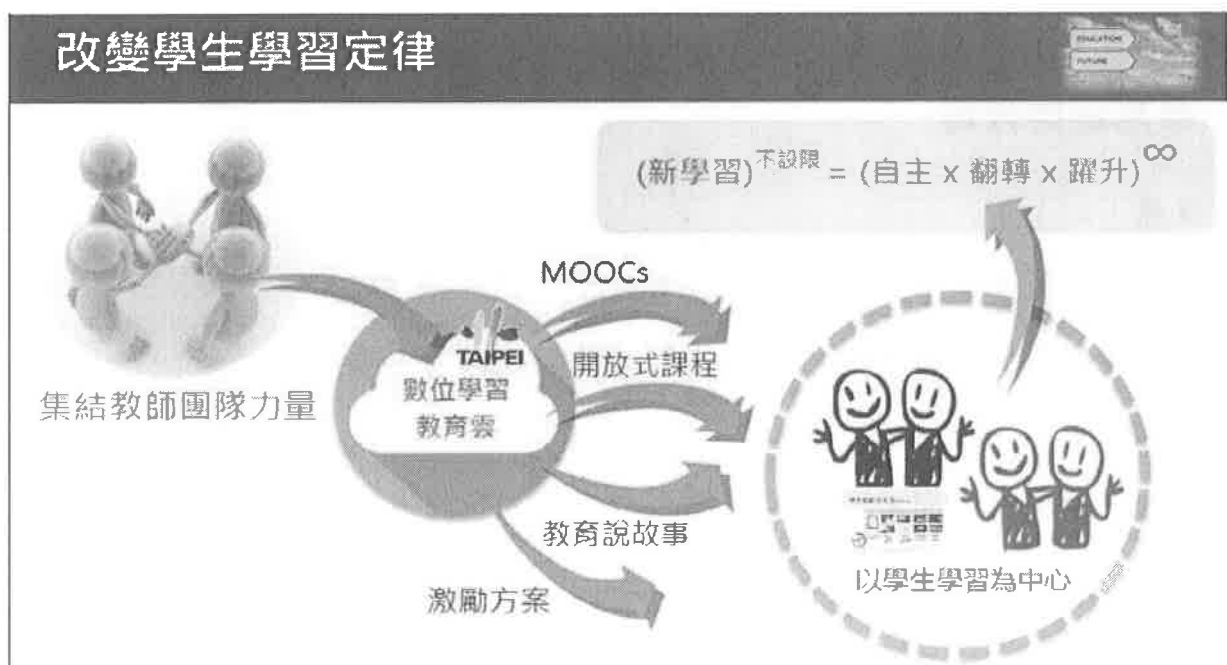 改變學生學習定律
EDUCATION
FUTURE
(新學習)不設限 = (自主 x 翻轉 x 躍升)∞
MOOCs
TAIPEI
數位學習
教育雲
開放式課程
集結教師團隊力量
教育說故事
激勵方案
以學生學習為中心